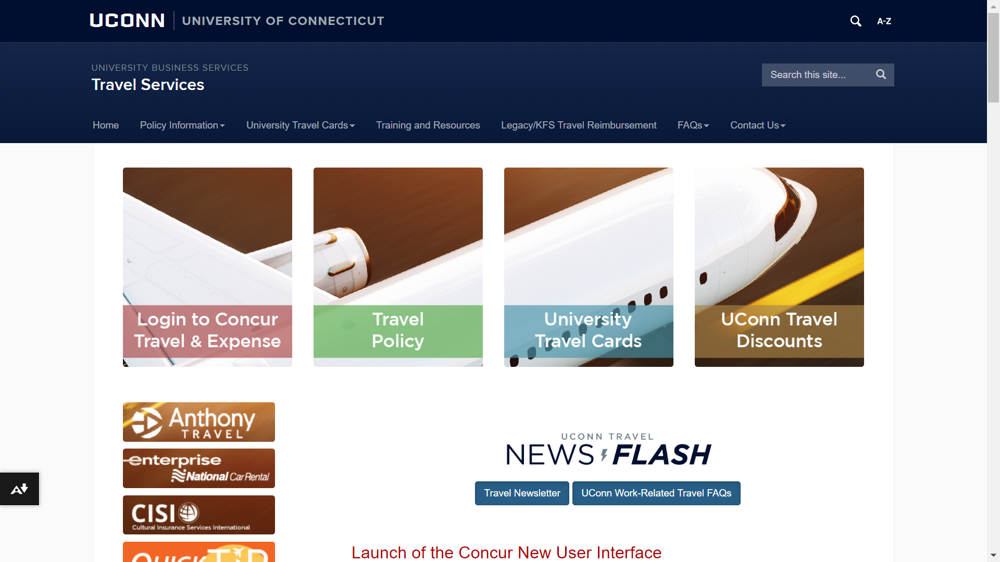 UCONN UNIVERSITY OF CONNECTICUT
A-Z
UNIVERSITY BUSINESS SERVICES
Travel Services
Search this site...
Home Policy Information University Travel Cards Training and Resources Legacy/KFS Travel Reimbursement FAQs Contact Us
Login to Concur
Travel & Expense
Travel
Policy
University
Travel Cards
UConn Travel
Discounts
Anthony
TRAVEL
enterprise
National Car Rental
CISI
Cultural Insurance Services International
QUICK TIP
UCONN TRAVEL
NEWS FLASH
Travel Newsletter
UConn Work-Related Travel FAQs
Launch of the Concur New User Interface